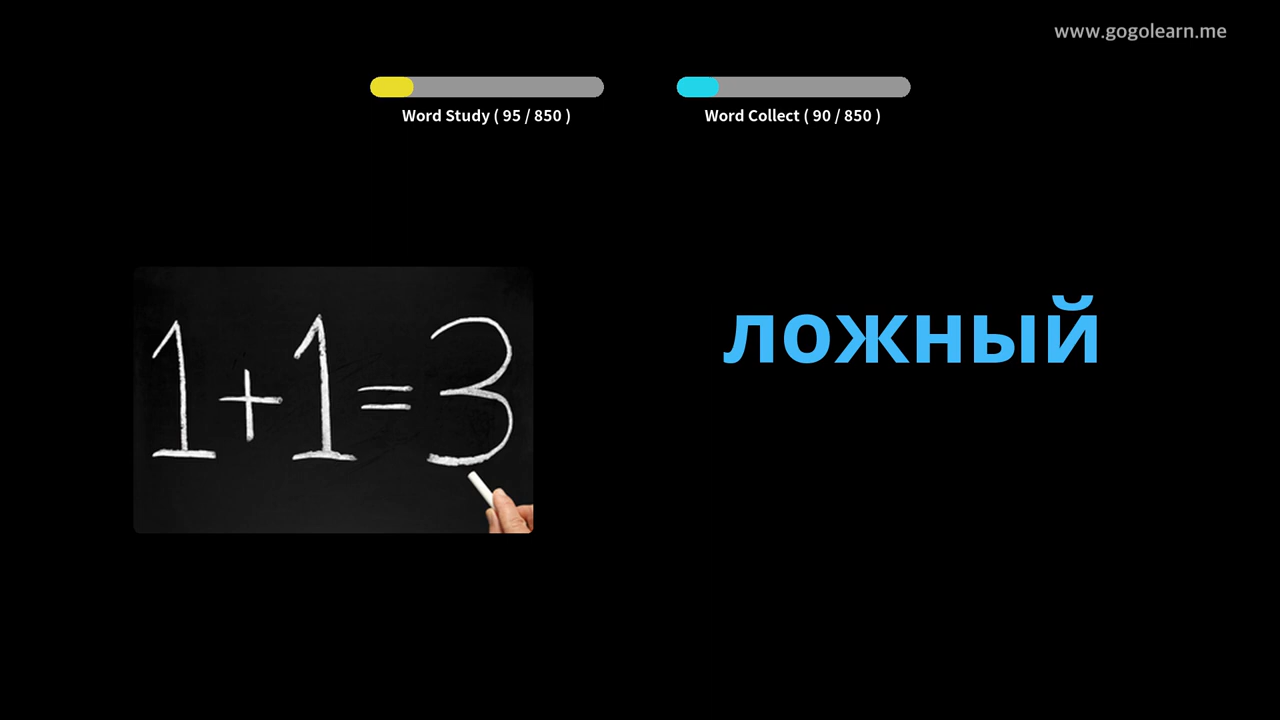 www.gogolearn.me
Word Study ( 95 / 850 )
Word Collect ( 90 / 850 )
1+1=3
ложный